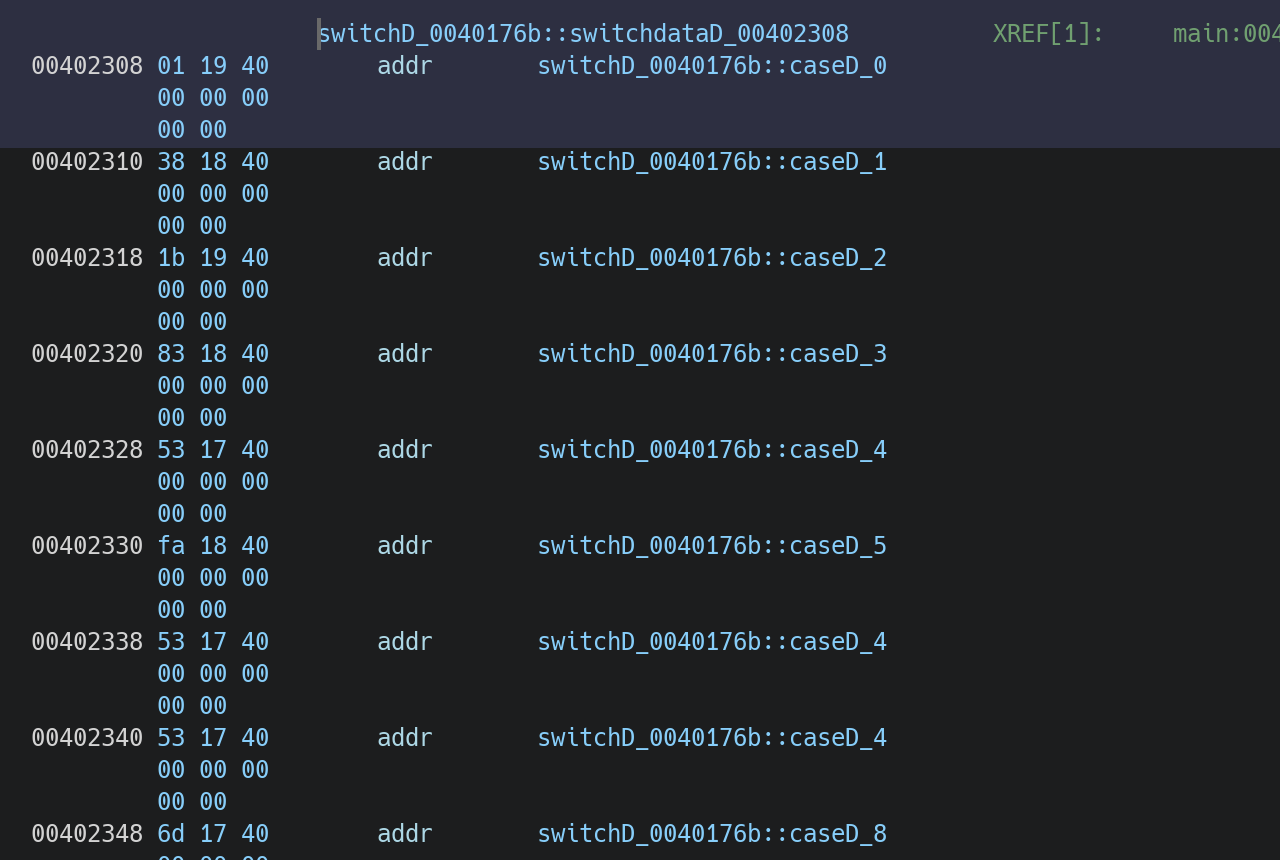 switchD_0040176b::switchdataD_00402308 XREF[1]: main:004
00402308 01 19 40 addr switchD_0040176b::caseD_0
00 00 00
00 00
00402310 38 18 40 addr switchD_0040176b::caseD_1
00 00 00
00 00
00402318 1b 19 40 addr switchD_0040176b::caseD_2
00 00 00
00 00
00402320 83 18 40 addr switchD_0040176b::caseD_3
00 00 00
00 00
00402328 53 17 40 addr switchD_0040176b::caseD_4
00 00 00
00 00
00402330 fa 18 40 addr switchD_0040176b::caseD_5
00 00 00
00 00
00402338 53 17 40 addr switchD_0040176b::caseD_4
00 00 00
00 00
00402340 53 17 40 addr switchD_0040176b::caseD_4
00 00 00
00 00
00402348 6d 17 40 addr switchD_0040176b::caseD_8